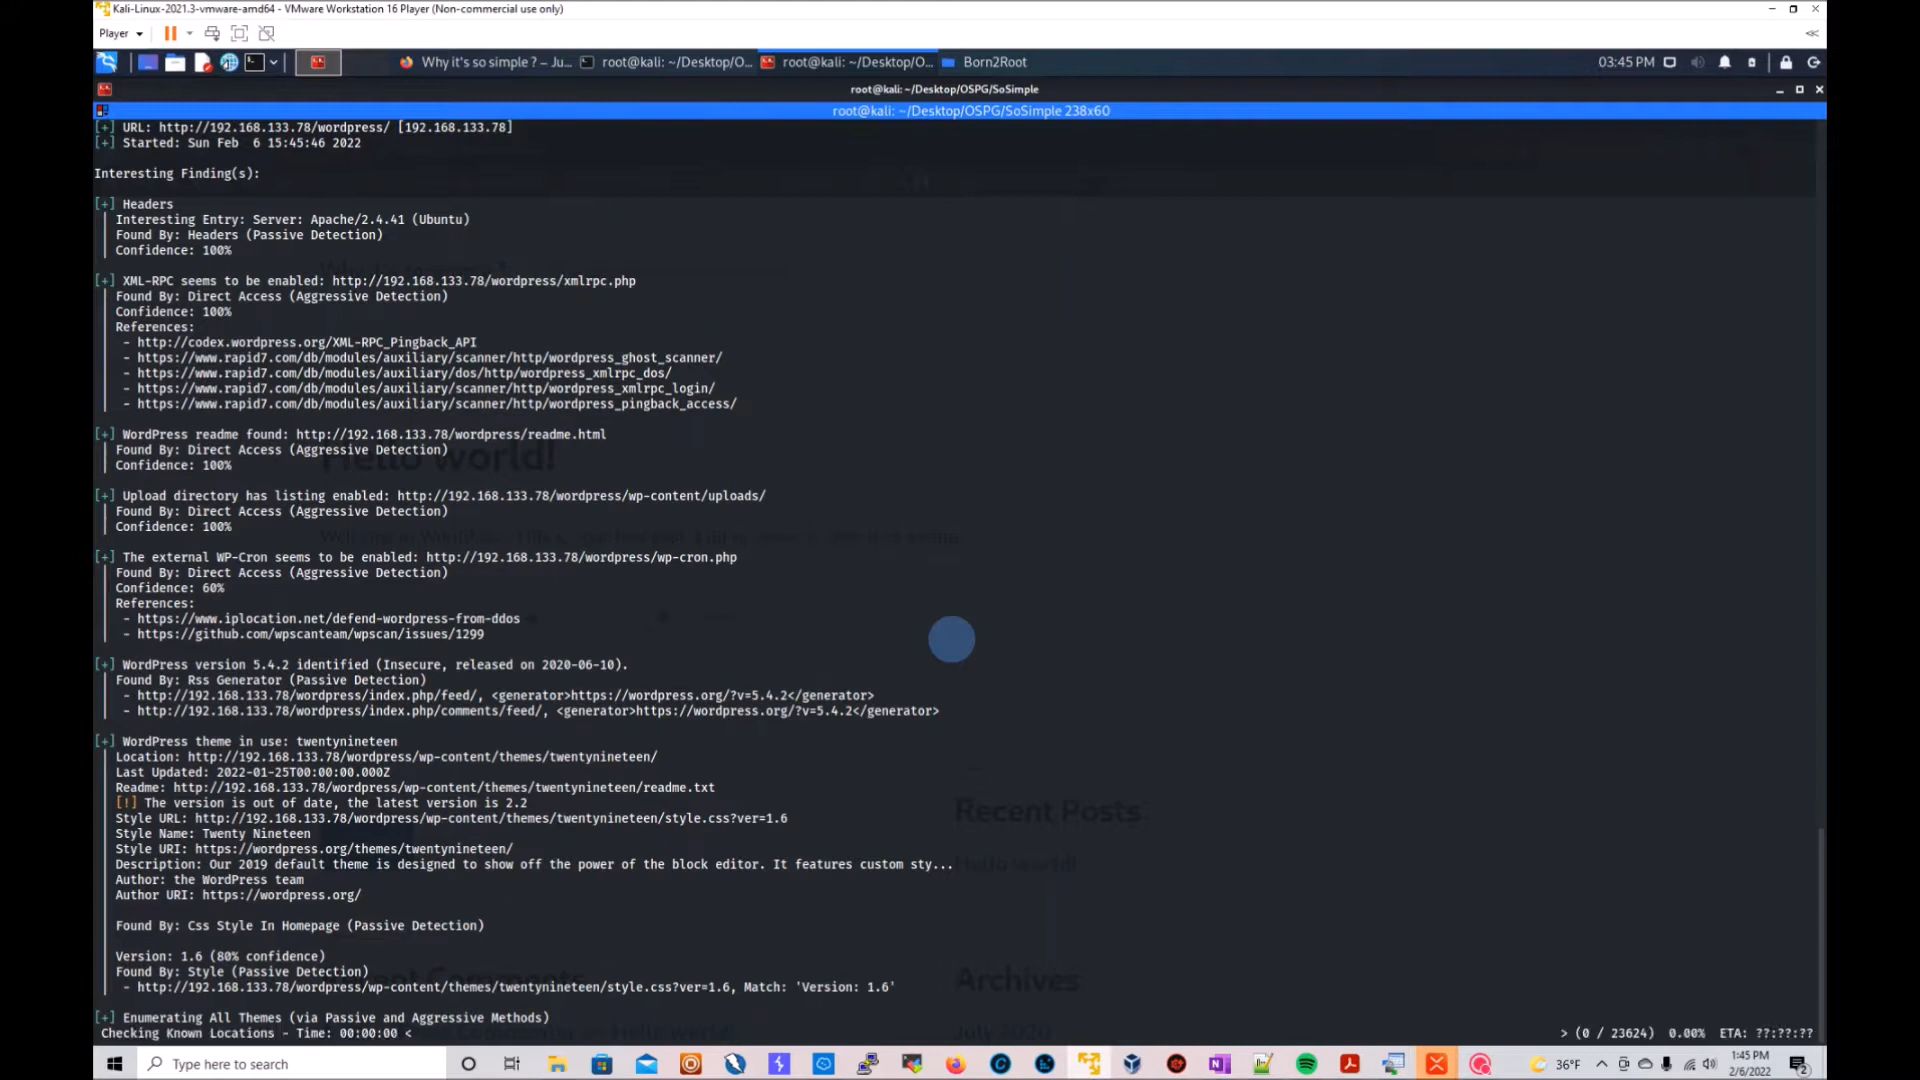 Kali-Linux-2021.3-vmware-amd64 - VMware Workstation 16 Player (Non-commercial use only)
Player
Why it's so simple ? – Ju... root@kali: ~/Desktop/O... root@kali: ~/Desktop/O... Born2Root 03:45 PM
root@kali: ~/Desktop/OSPG/SoSimple
root@kali: ~/Desktop/OSPG/SoSimple 238x60
[+] URL: http://192.168.133.78/wordpress/ [192.168.133.78]
[+] Started: Sun Feb  6 15:45:46 2022
Interesting Finding(s):
[+] Headers
| Interesting Entry: Server: Apache/2.4.41 (Ubuntu)
| Found By: Headers (Passive Detection)
| Confidence: 100%
[+] XML-RPC seems to be enabled: http://192.168.133.78/wordpress/xmlrpc.php
| Found By: Direct Access (Aggressive Detection)
| Confidence: 100%
| References:
|  - http://codex.wordpress.org/XML-RPC_Pingback_API
|  - https://www.rapid7.com/db/modules/auxiliary/scanner/http/wordpress_ghost_scanner/
|  - https://www.rapid7.com/db/modules/auxiliary/dos/http/wordpress_xmlrpc_dos/
|  - https://www.rapid7.com/db/modules/auxiliary/scanner/http/wordpress_xmlrpc_login/
|  - https://www.rapid7.com/db/modules/auxiliary/scanner/http/wordpress_pingback_access/
[+] WordPress readme found: http://192.168.133.78/wordpress/readme.html
| Found By: Direct Access (Aggressive Detection)
| Confidence: 100%
Hello world!
[+] Upload directory has listing enabled: http://192.168.133.78/wordpress/wp-content/uploads/
| Found By: Direct Access (Aggressive Detection)
| Confidence: 100%
[+] The external WP-Cron seems to be enabled: http://192.168.133.78/wordpress/wp-cron.php
| Found By: Direct Access (Aggressive Detection)
| Confidence: 60%
| References:
|  - https://www.iplocation.net/defend-wordpress-from-ddos
|  - https://github.com/wpscanteam/wpscan/issues/1299
[+] WordPress version 5.4.2 identified (Insecure, released on 2020-06-10).
| Found By: Rss Generator (Passive Detection)
|  - http://192.168.133.78/wordpress/index.php/feed/, <generator>https://wordpress.org/?v=5.4.2</generator>
|  - http://192.168.133.78/wordpress/index.php/comments/feed/, <generator>https://wordpress.org/?v=5.4.2</generator>
[+] WordPress theme in use: twentynineteen
| Location: http://192.168.133.78/wordpress/wp-content/themes/twentynineteen/
| Last Updated: 2022-01-25T00:00:00.000Z
| Readme: http://192.168.133.78/wordpress/wp-content/themes/twentynineteen/readme.txt
| [!] The version is out of date, the latest version is 2.2
Recent Posts
| Style URL: http://192.168.133.78/wordpress/wp-content/themes/twentynineteen/style.css?ver=1.6
| Style Name: Twenty Nineteen
| Style URI: https://wordpress.org/themes/twentynineteen/
| Description: Our 2019 default theme is designed to show off the power of the block editor. It features custom sty...
Hello world!
| Author: the WordPress team
| Author URI: https://wordpress.org/
| Found By: Css Style In Homepage (Passive Detection)
| Version: 1.6 (80% confidence)
| Found By: Style (Passive Detection)
Comments
Archives
|  - http://192.168.133.78/wordpress/wp-content/themes/twentynineteen/style.css?ver=1.6, Match: 'Version: 1.6'
[+] Enumerating All Themes (via Passive and Aggressive Methods)
Checking Known Locations - Time: 00:00:00 < > (0 / 23624)  0.00%  ETA: ??:??:??
July 2020
Type here to search
36°F
1:45 PM
2/6/2022
2